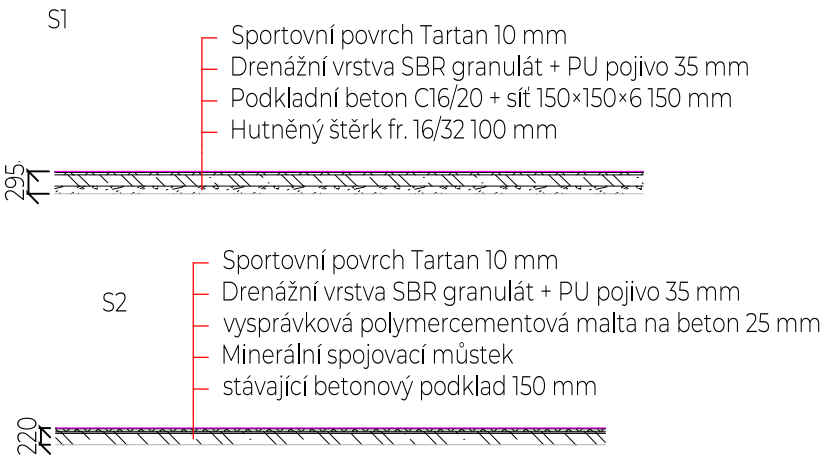 S1
Sportovní povrch Tartan 10 mm
Drenážní vrstva SBR granulát + PU pojivo 35 mm
Podkladní beton C16/20 + síť 150×150×6 150 mm
Hutněný štěrk fr. 16/32 100 mm
295
S2
Sportovní povrch Tartan 10 mm
Drenážní vrstva SBR granulát + PU pojivo 35 mm
vysprávková polymercementová malta na beton 25 mm
Minerální spojovací můstek
stávající betonový podklad 150 mm
220